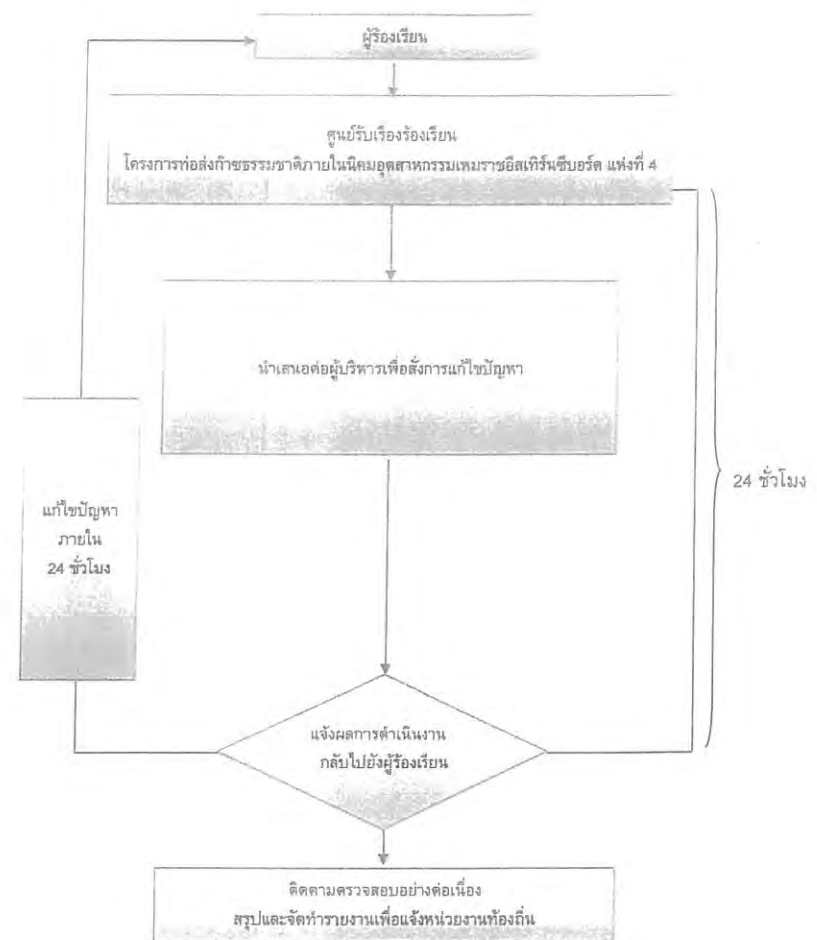 ผู้ร้องเรียน
ศูนย์รับเรื่องร้องเรียน
โครงการท่อส่งก๊าซธรรมชาติภายในนิคมอุตสาหกรรมเหมราชอีสเทิร์นซีบอร์ด แห่งที่ 4
นำเสนอต่อผู้บริหารเพื่อสั่งการแก้ไขปัญหา
24 ชั่วโมง
แก้ไขปัญหา
ภายใน
24 ชั่วโมง
แจ้งผลการดำเนินงาน
กลับไปยังผู้ร้องเรียน
ติดตามตรวจสอบอย่างต่อเนื่อง
สรุปและจัดทำรายงานเพื่อแจ้งหน่วยงานท้องถิ่น